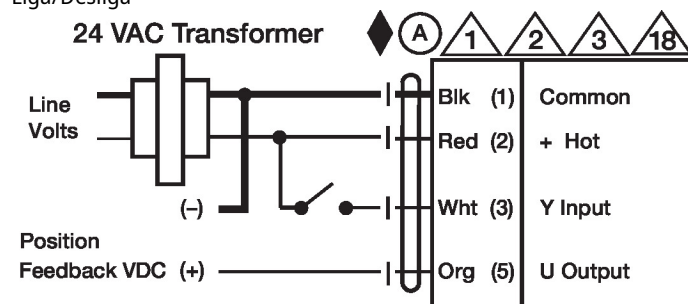 Liga/Desliga
24 VAC Transformer
A 1 2 3 18
Line
Volts
Blk (1) Common
Red (2) + Hot
(–)
Wht (3) Y Input
Position
Feedback VDC (+)
Org (5) U Output